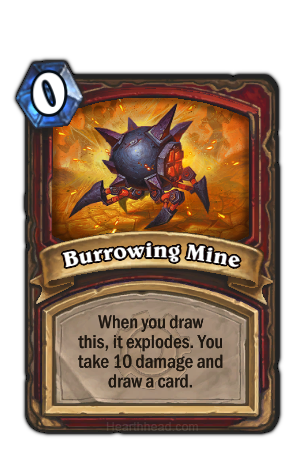 0
Burrowing Mine
When you draw
this, it explodes. You
take 10 damage and
draw a card.
Hearthhead.com